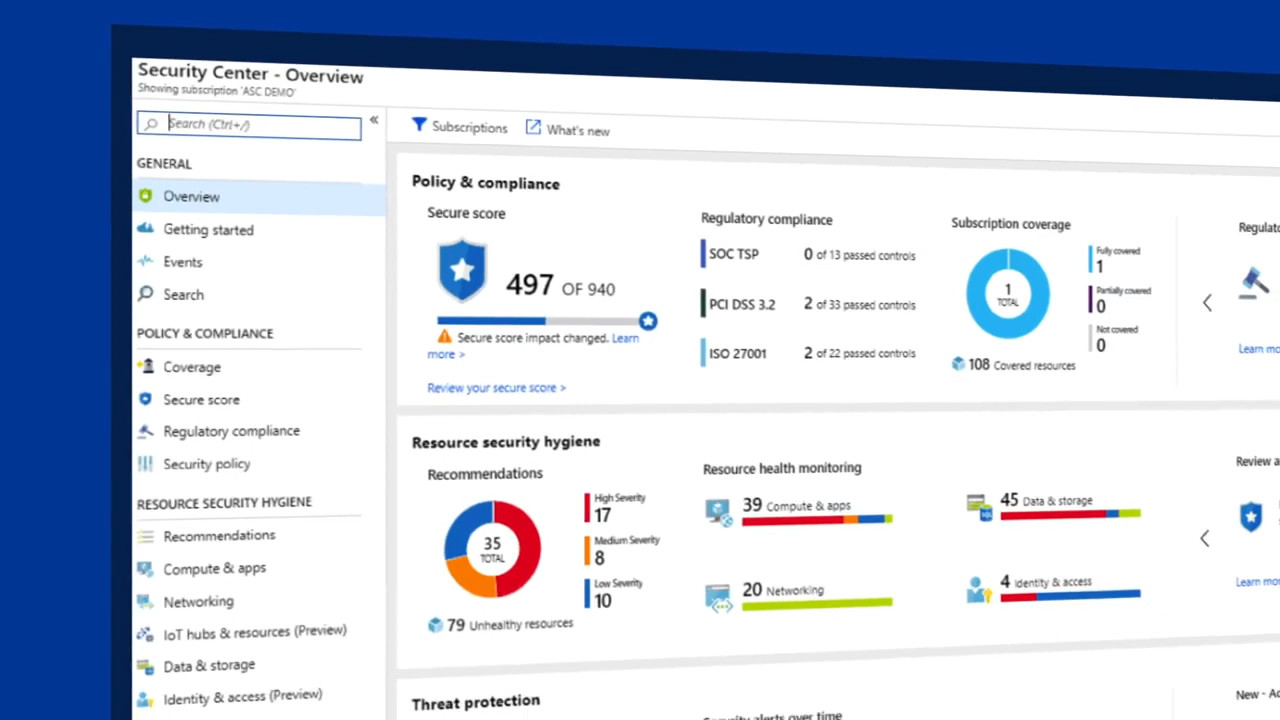 Security Center - Overview
Showing subscription 'ASC DEMO'
Search (Ctrl+/)
«
GENERAL
Overview
Getting started
Events
Search
POLICY & COMPLIANCE
Coverage
Secure score
Regulatory compliance
Security policy
RESOURCE SECURITY HYGIENE
Recommendations
Compute & apps
Networking
IoT hubs & resources (Preview)
Data & storage
Identity & access (Preview)
Subscriptions
What's new
Policy & compliance
Secure score
497 OF 940
Secure score impact changed. Learn
more >
Review your secure score >
Regulatory compliance
SOC TSP 0 of 13 passed controls
PCI DSS 3.2 2 of 33 passed controls
ISO 27001 2 of 22 passed controls
Subscription coverage
1
TOTAL
Fully covered
1
Partially covered
0
Not covered
0
108 Covered resources
Resource security hygiene
Recommendations
35
TOTAL
High Severity
17
Medium Severity
8
Low Severity
10
79 Unhealthy resources
Resource health monitoring
39 Compute & apps
45 Data & storage
20 Networking
4 Identity & access
Review
Learn
Threat protection
Security alerts over time
New -